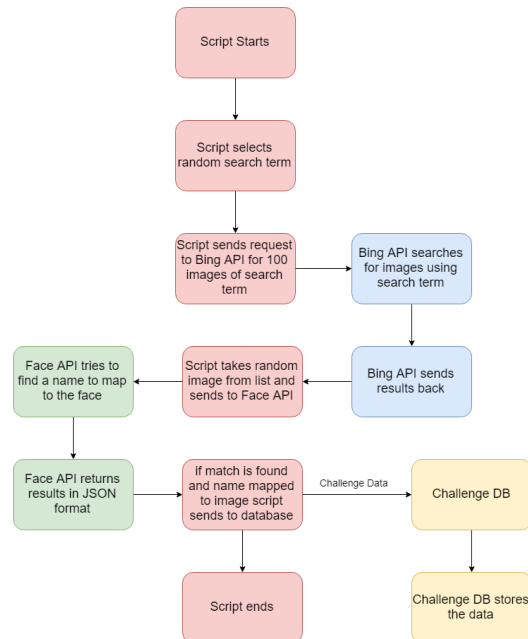 Script Starts
Script selects
random search term
Script sends request
to Bing API for 100
images of search
term
Bing API searches
for images using
search term
Face API tries to
find a name to map
to the face
Script takes random
image from list and
sends to Face API
Bing API sends
results back
Face API returns
results in JSON
format
if match is found
and name mapped
to image script
sends to database
Challenge Data
Challenge DB
Script ends
Challenge DB stores
the data